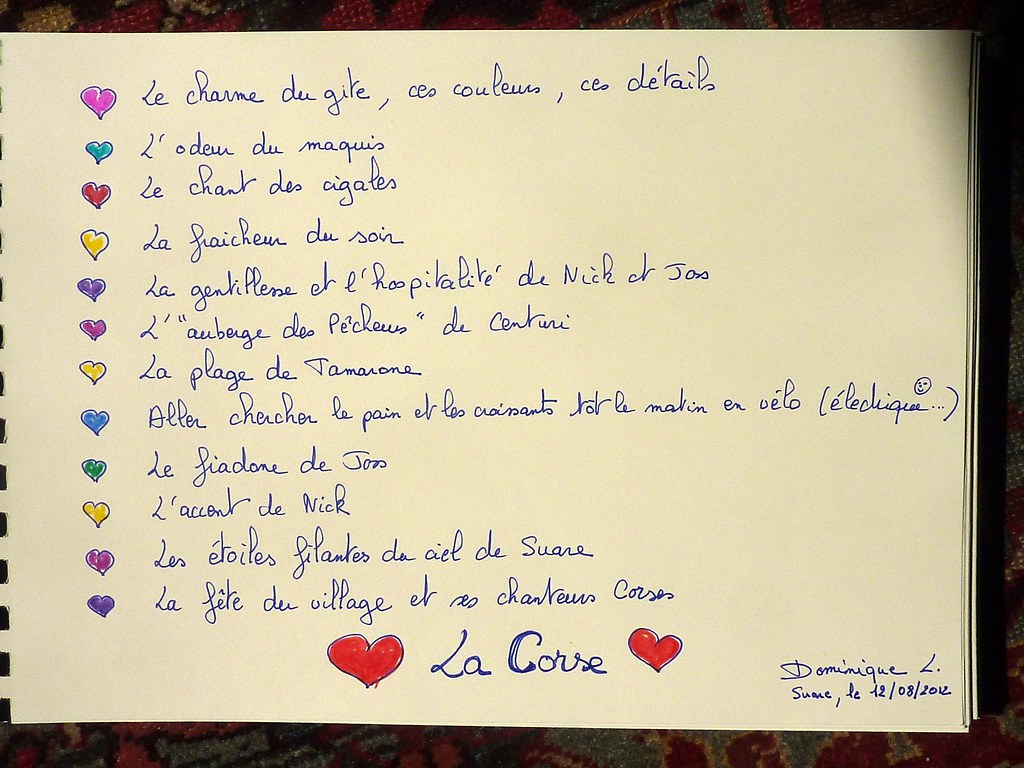 Le charme du gite, ces couleurs, ces détails
L'odeur du maquis
Le chant des cigales
La fraicheur du soir
La gentillesse et l'hospitalité de Nick et Joss
L'"auberge des Pêcheurs" de Centuri
La plage de Tamarone
Aller chercher le pain et les croissants tôt le matin en vélo (électrique...)
Le fiadone de Joss
L'accent de Nick
Les étoiles filantes du ciel de Suare
La fête du village et ses chanteurs Corses
La Corse
Dominique L.
Suare, le 12/08/2012